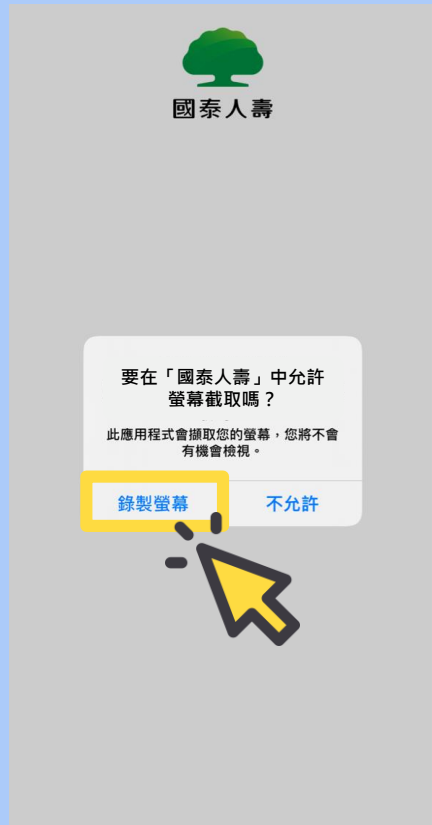 國泰人壽
要在「國泰人壽」中允許
螢幕截取嗎？
此應用程式會擷取您的螢幕，您將不會
有機會檢視。
錄製螢幕
不允許